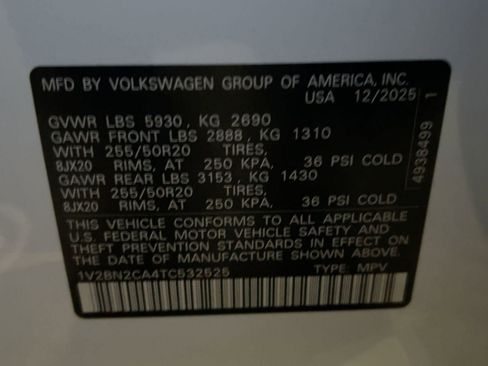 MFD BY VOLKSWAGEN GROUP OF AMERICA, INC.
USA 12/2025
GVWR LBS 5930, KG 2690
GAWR FRONT LBS 2888, KG 1310
WITH 255/50R20 TIRES,
8JX20 RIMS, AT 250 KPA, 36 PSI COLD
GAWR REAR LBS 3153, KG 1430
WITH 255/50R20 TIRES,
8JX20 RIMS, AT 250 KPA, 36 PSI COLD
THIS VEHICLE CONFORMS TO ALL APPLICABLE
U.S. FEDERAL MOTOR VEHICLE SAFETY AND
THEFT PREVENTION STANDARDS IN EFFECT ON
THE DATE OF MANUFACTURE SHOWN ABOVE.
1V2BN2CA4TC532525 TYPE: MPV
4938499 1